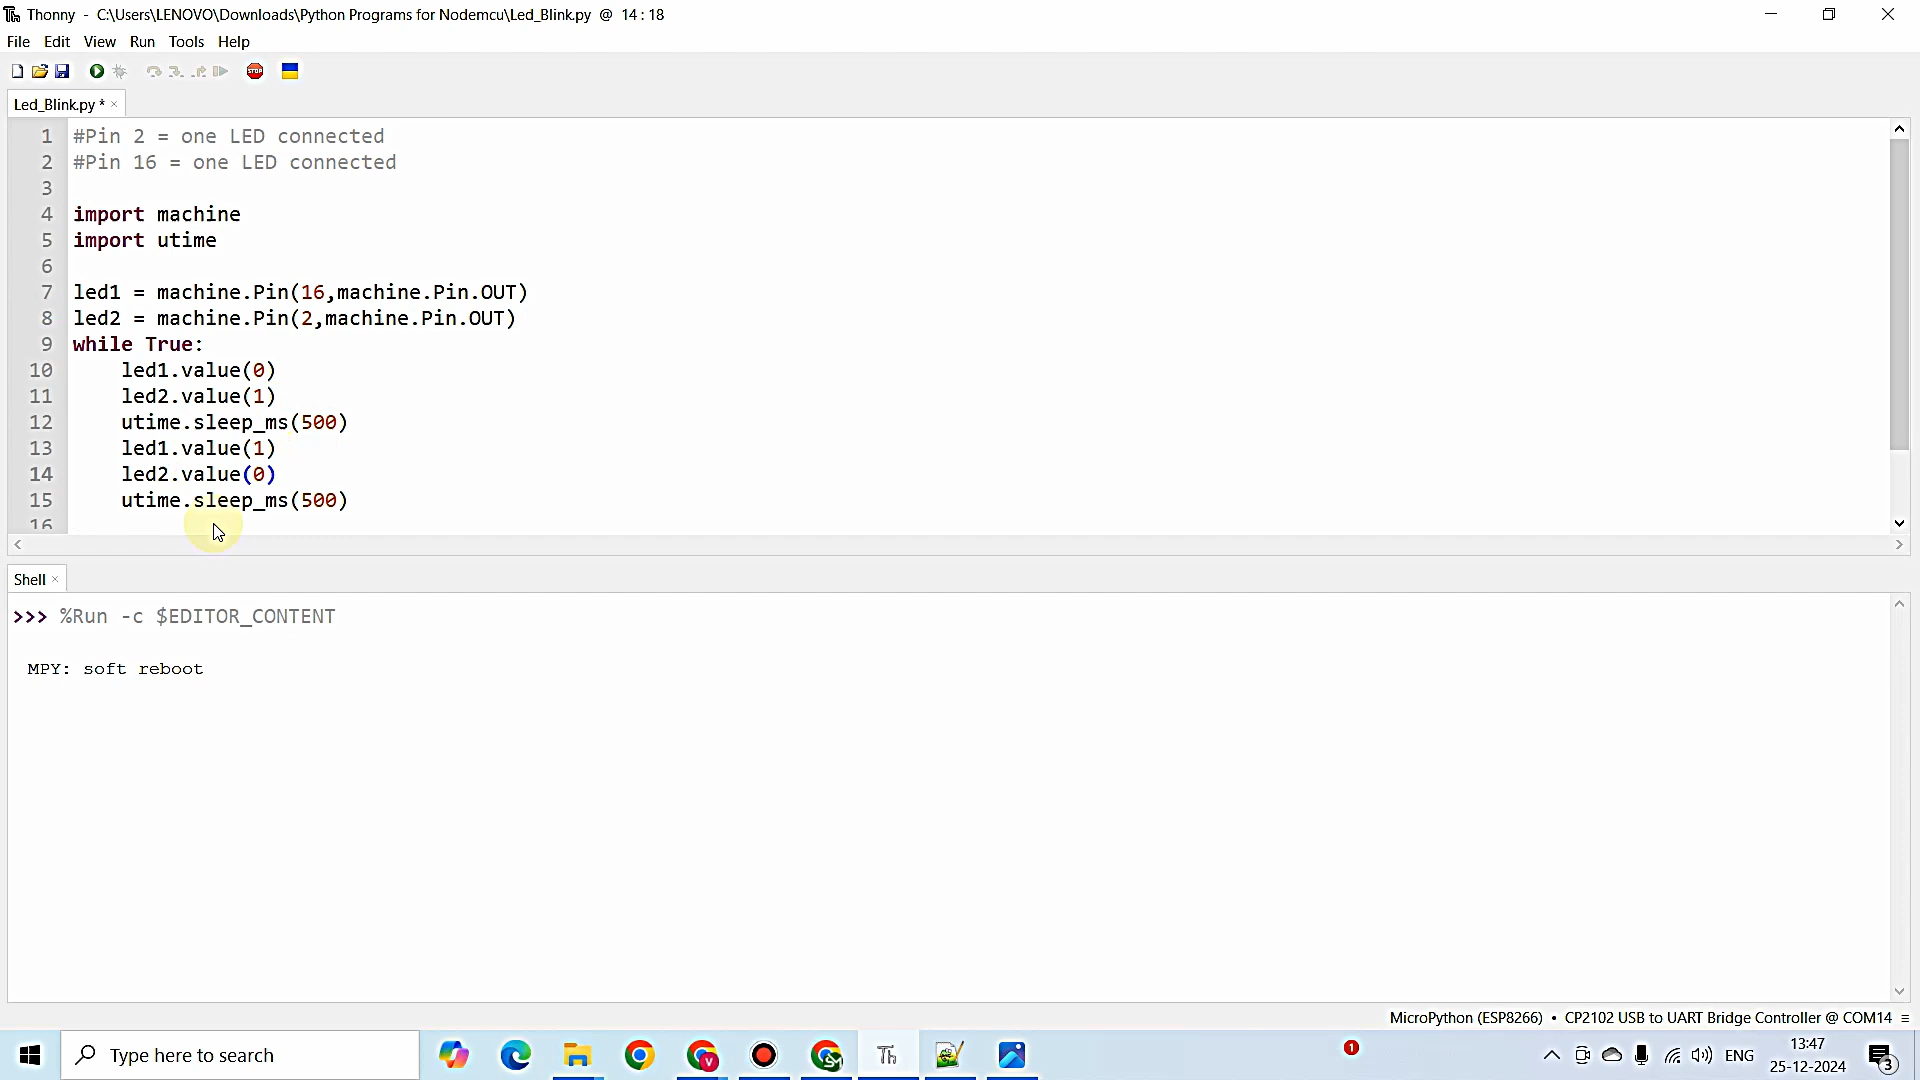 Thonny - C:\Users\LENOVO\Downloads\Python Programs for Nodemcu\Led_Blink.py @ 14:18
File Edit View Run Tools Help
STOP
Led_Blink.py * ×
1 #Pin 2 = one LED connected
2 #Pin 16 = one LED connected
3
4 import machine
5 import utime
6
7 led1 = machine.Pin(16,machine.Pin.OUT)
8 led2 = machine.Pin(2,machine.Pin.OUT)
9 while True:
10     led1.value(0)
11     led2.value(1)
12     utime.sleep_ms(500)
13     led1.value(1)
14     led2.value(0)
15     utime.sleep_ms(500)
16
Shell ×
>>> %Run -c $EDITOR_CONTENT
MPY: soft reboot
MicroPython (ESP8266) • CP2102 USB to UART Bridge Controller @ COM14 ≡
Type here to search
V
Th
1
ENG
13:47
25-12-2024
3